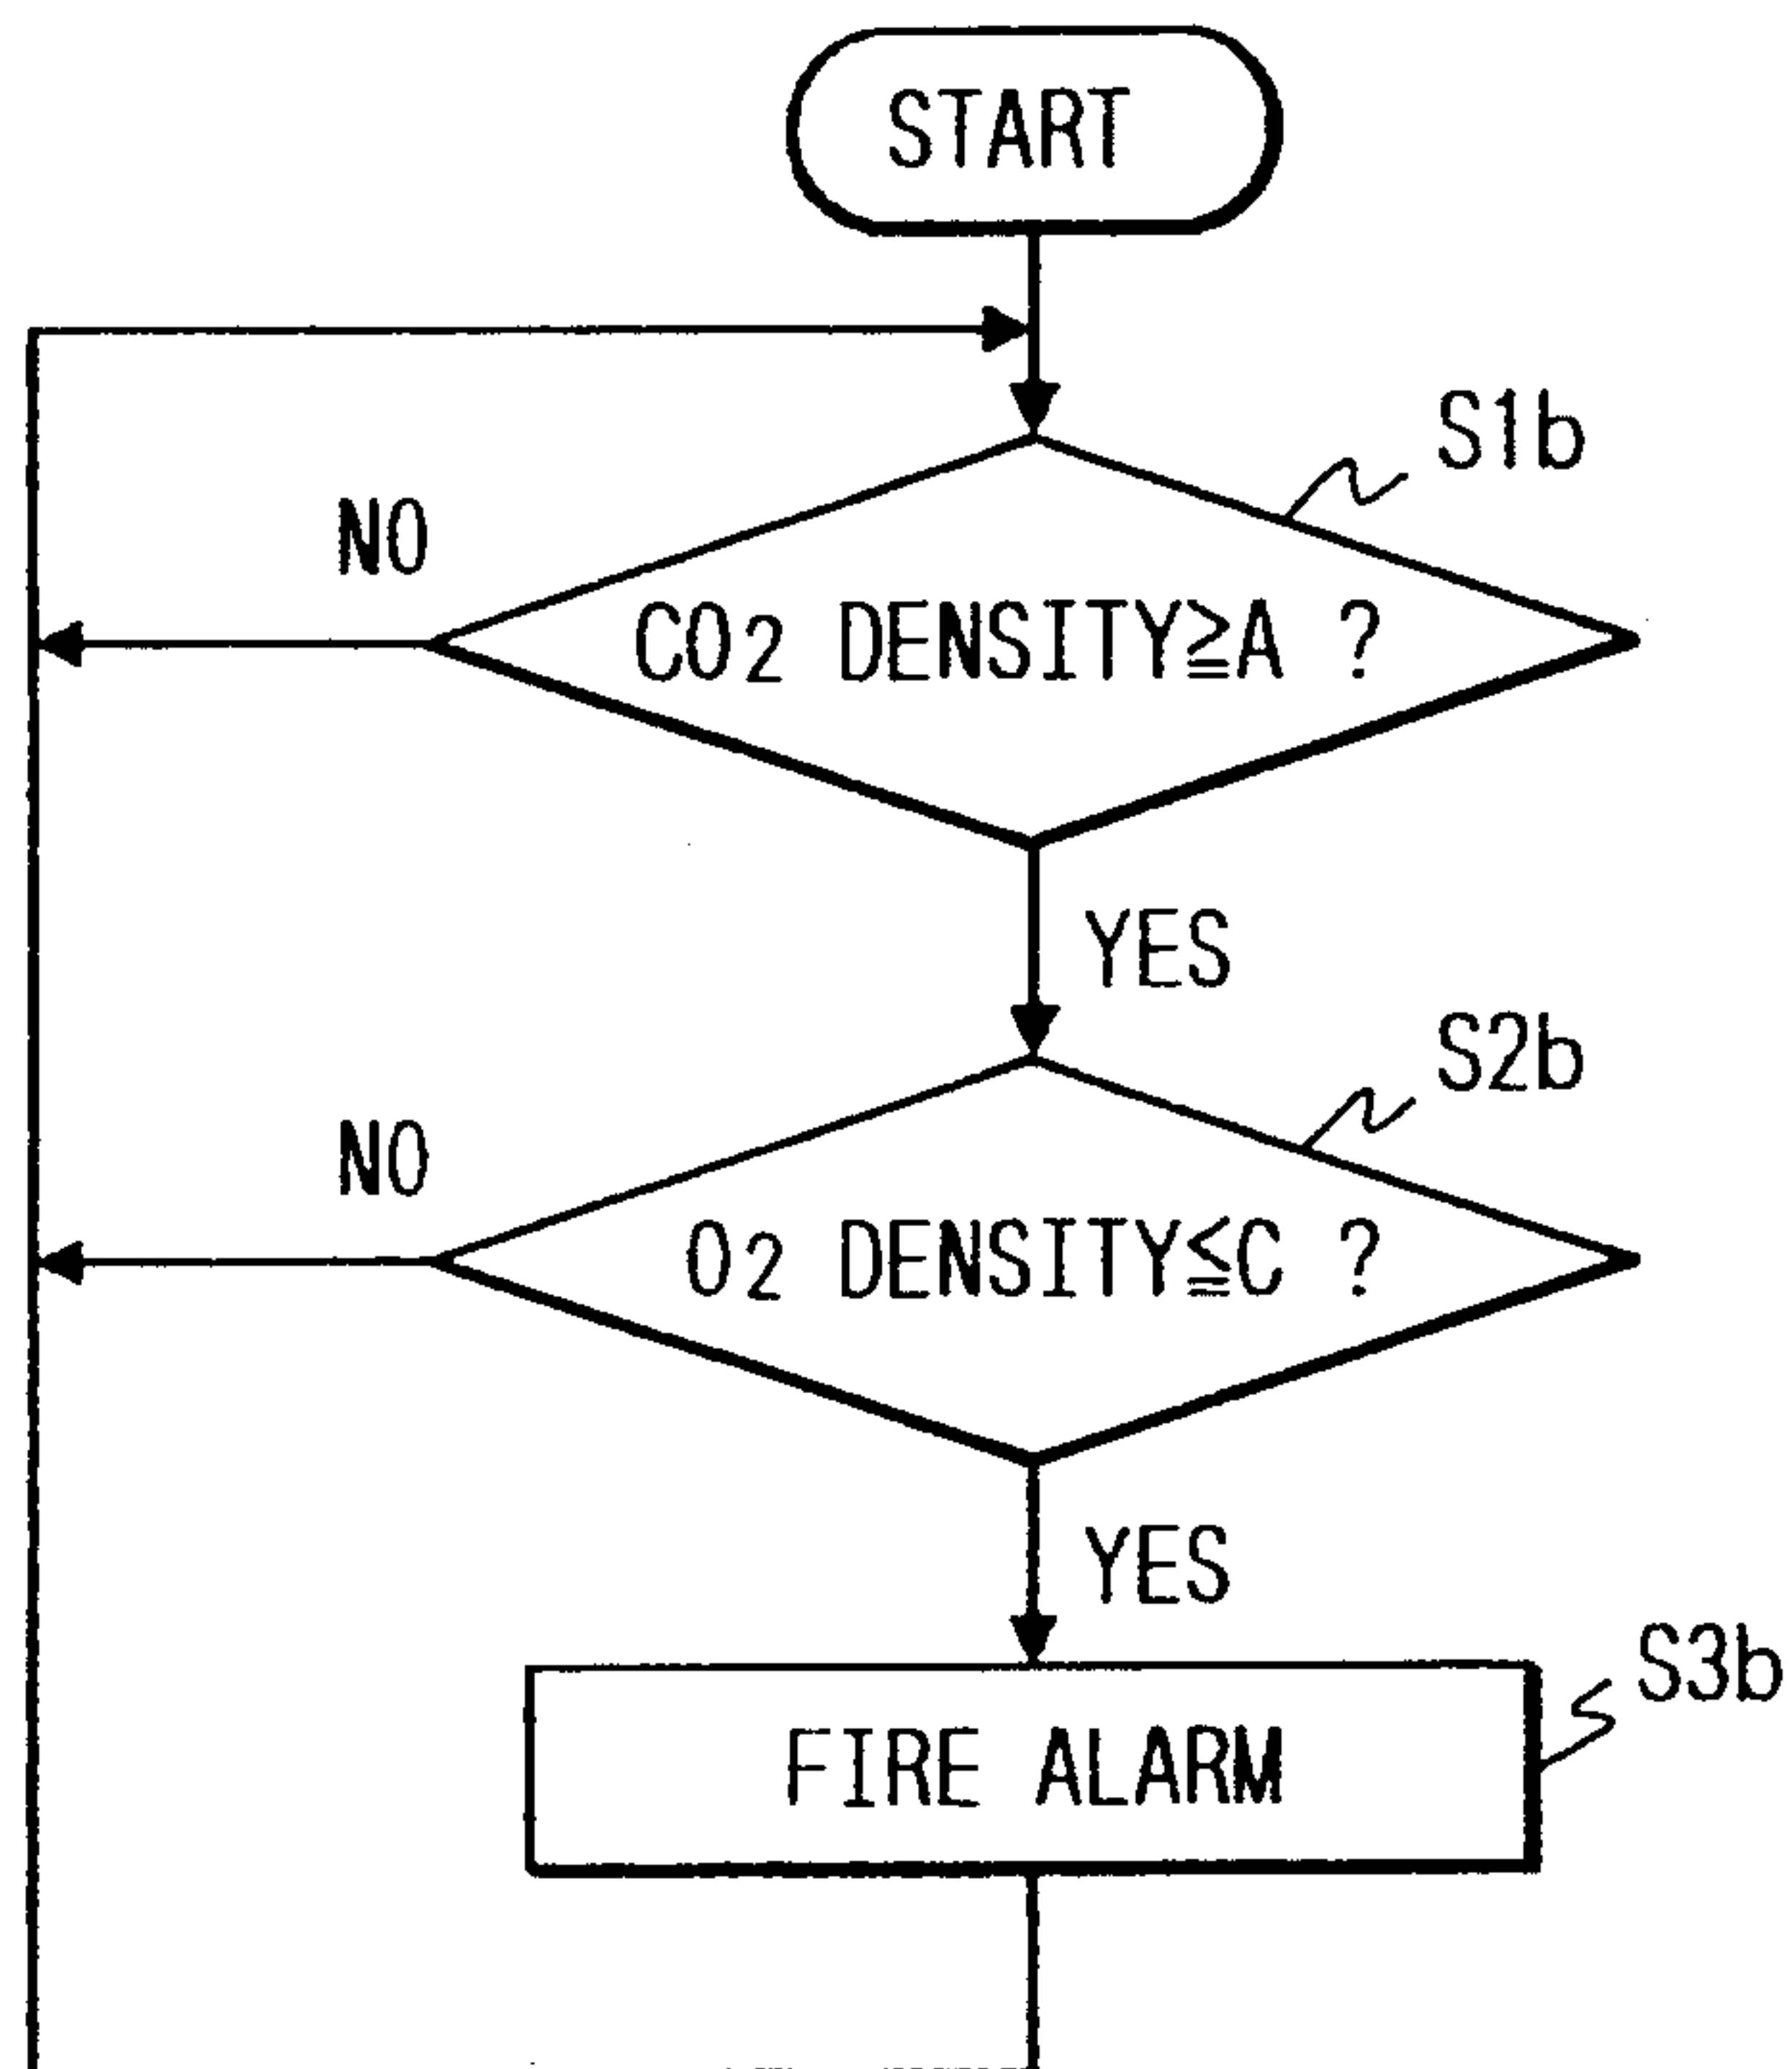 START
S1b
NO
CO2 DENSITY≧A ?
YES
S2b
NO
O2 DENSITY≦C ?
YES
S3b
FIRE ALARM